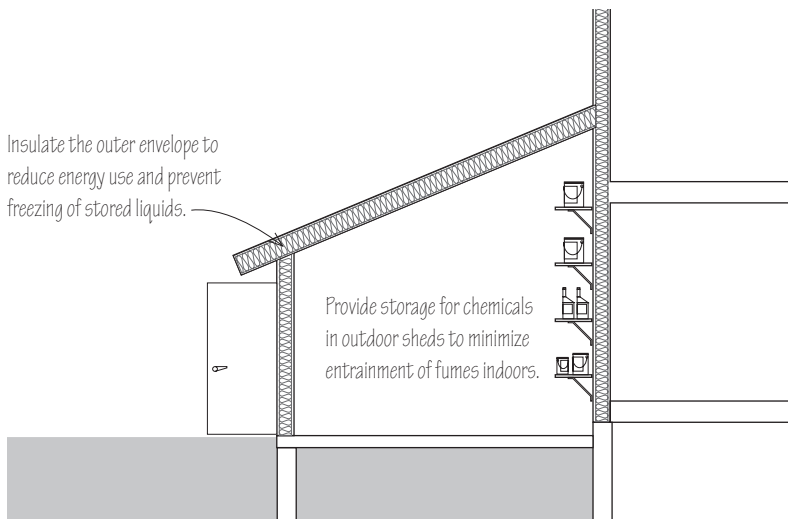 Insulate the outer envelope to
reduce energy use and prevent
freezing of stored liquids.
Provide storage for chemicals
in outdoor sheds to minimize
entrainment of fumes indoors.